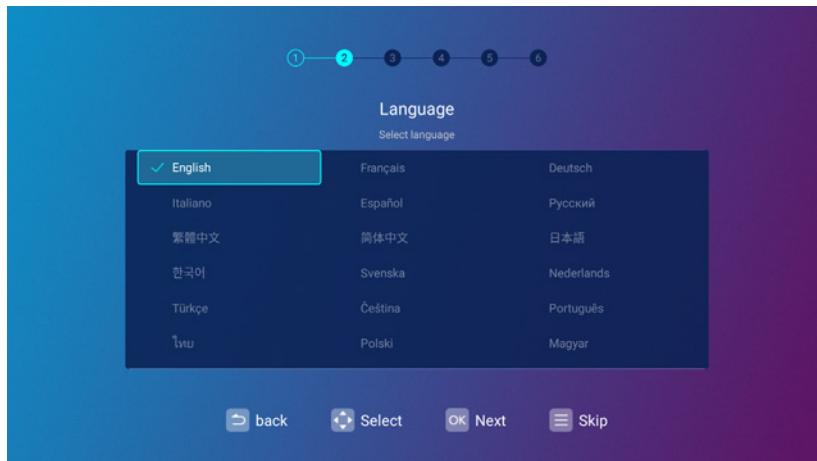 1 2 3 4 5 6
Language
Select language
English Français Deutsch
Italiano Español Русский
繁體中文 简体中文 日本語
한국어 Svenska Nederlands
Türkçe Čeština Português
ไทย Polski Magyar
back Select OK Next Skip